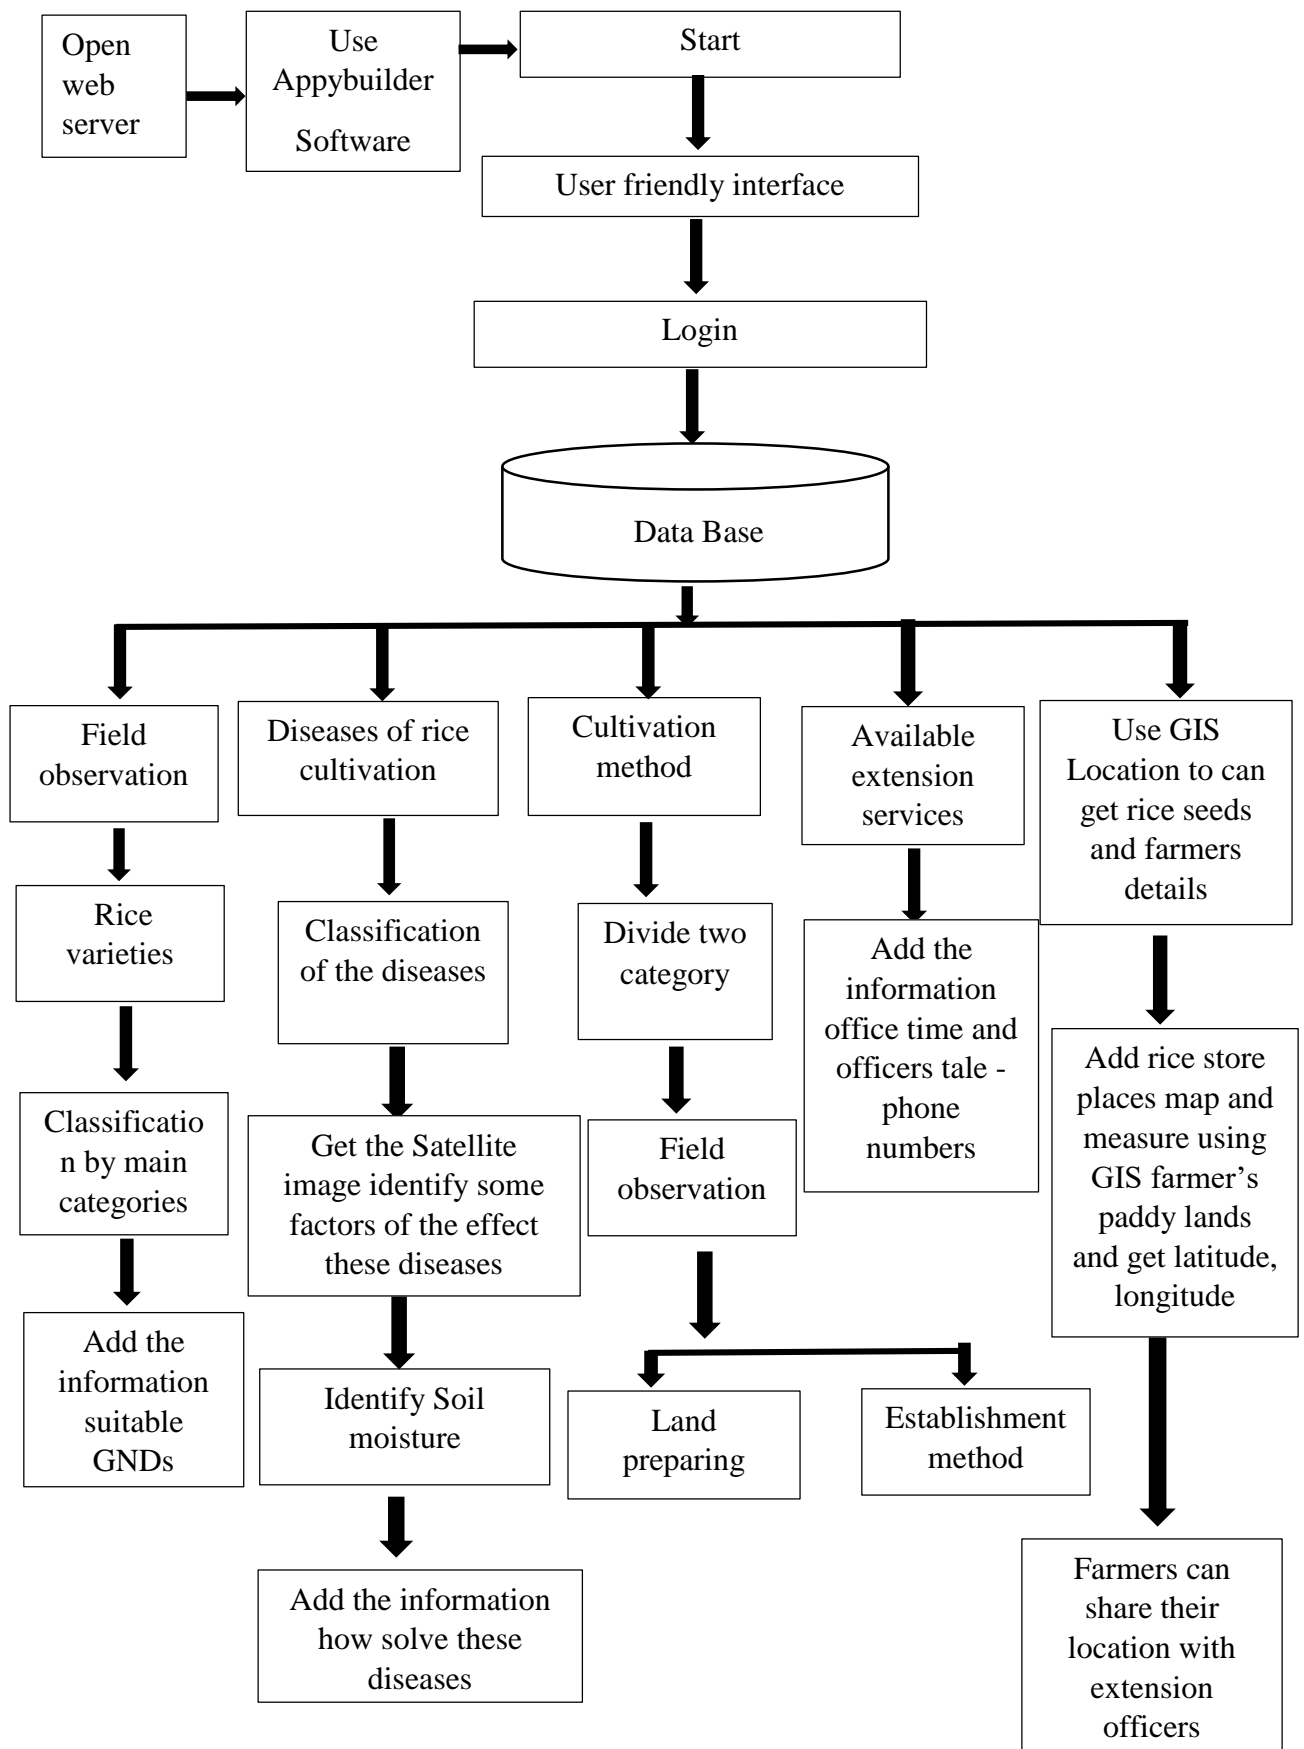 Open
web
server
Use
Appybuilder
Software
Start
User friendly interface
Login
Data Base
Field
observation
Rice
varieties
Classificatio
n by main
categories
Add the
information
suitable
GNDs
Diseases of rice
cultivation
Classification
of the diseases
Get the Satellite
image identify some
factors of the effect
these diseases
Identify Soil
moisture
Add the information
how solve these
diseases
Cultivation
method
Divide two
category
Field
observation
Land
preparing
Establishment
method
Available
extension
services
Add the
information
office time and
officers tale -
phone
numbers
Use GIS
Location to can
get rice seeds
and farmers
details
Add rice store
places map and
measure using
GIS farmer’s
paddy lands
and get latitude,
longitude
Farmers can
share their
location with
extension
officers